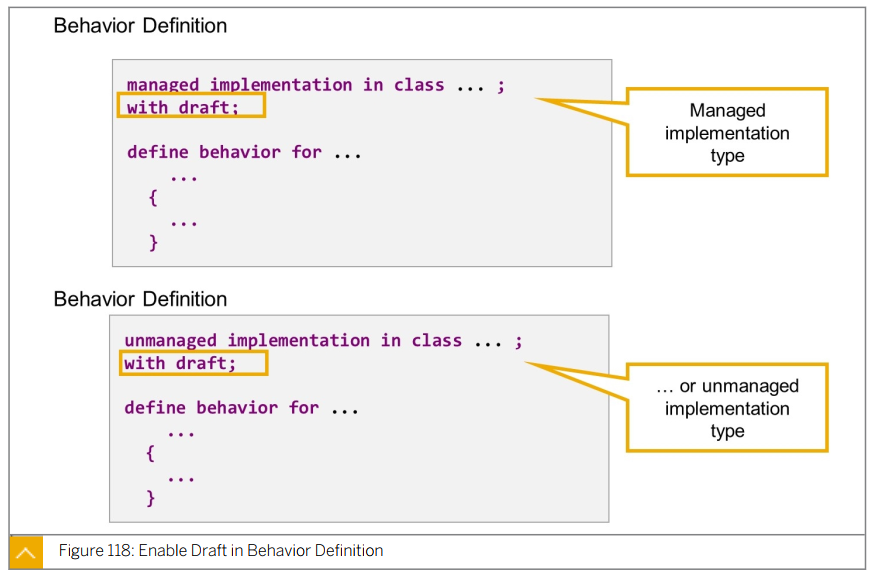 Behavior Definition
managed implementation in class ... ;
with draft;
define behavior for ...
...
{
...
}
Managed
implementation
type
Behavior Definition
unmanaged implementation in class ... ;
with draft;
define behavior for ...
...
{
...
}
... or unmanaged
implementation
type
Figure 118: Enable Draft in Behavior Definition